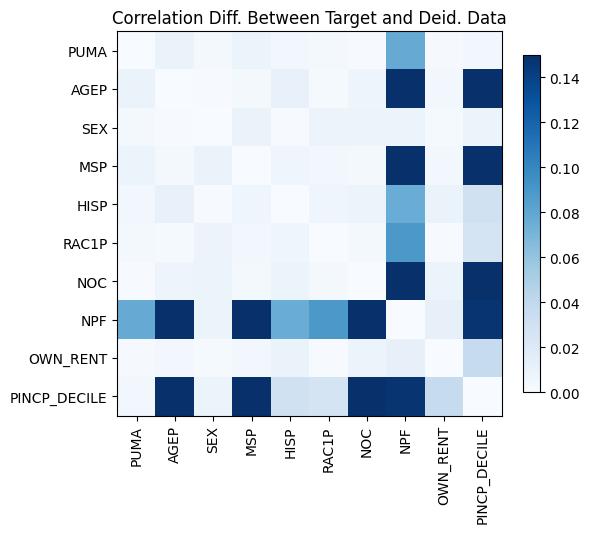 Correlation Diff. Between Target and Deid. Data
PUMA
AGEP
SEX
MSP
HISP
RAC1P
NOC
NPF
OWN_RENT
PINCP_DECILE
PUMA
AGEP
SEX
MSP
HISP
RAC1P
NOC
NPF
OWN_RENT
PINCP_DECILE
0.14
0.12
0.10
0.08
0.06
0.04
0.02
0.00